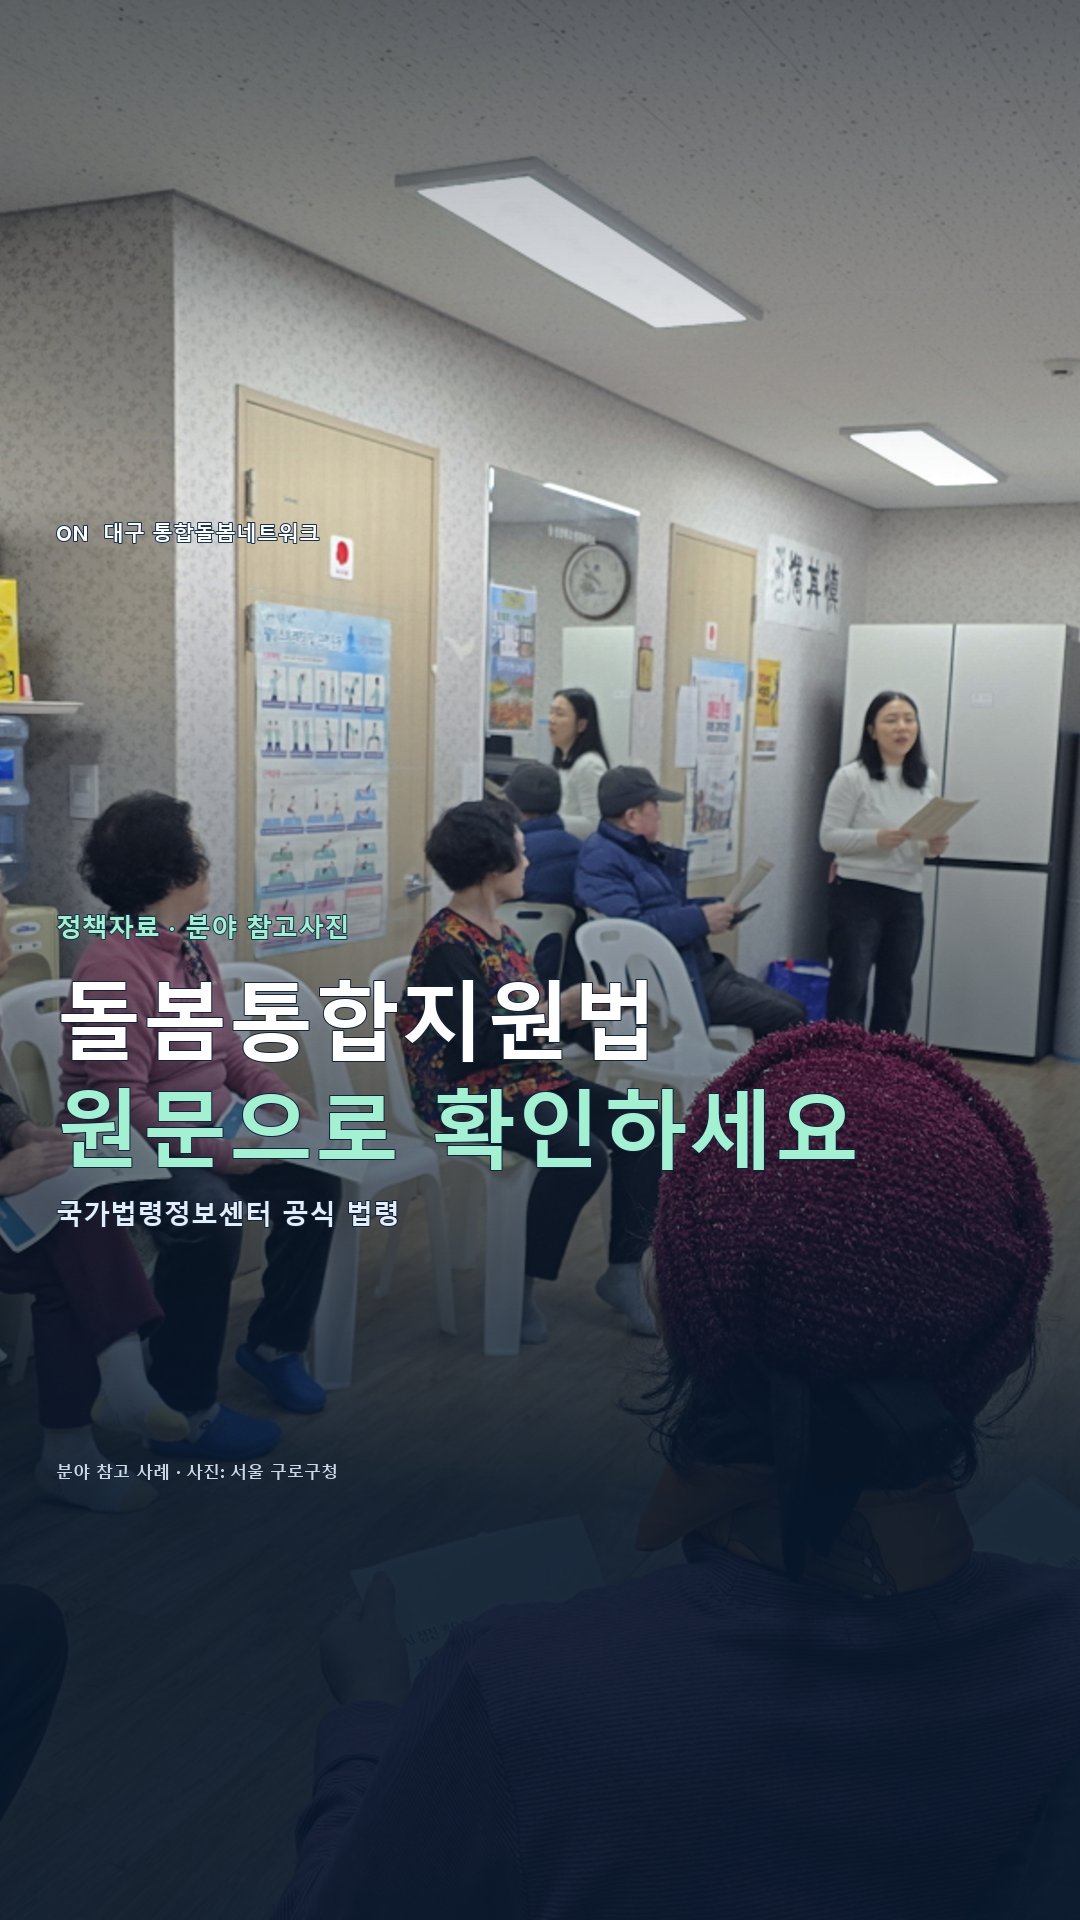 ON 대구 통합돌봄네트워크
정책자료 · 분야 참고사진
돌봄통합지원법
원문으로 확인하세요
국가법령정보센터 공식 법령
분야 참고 사례 · 사진: 서울 구로구청